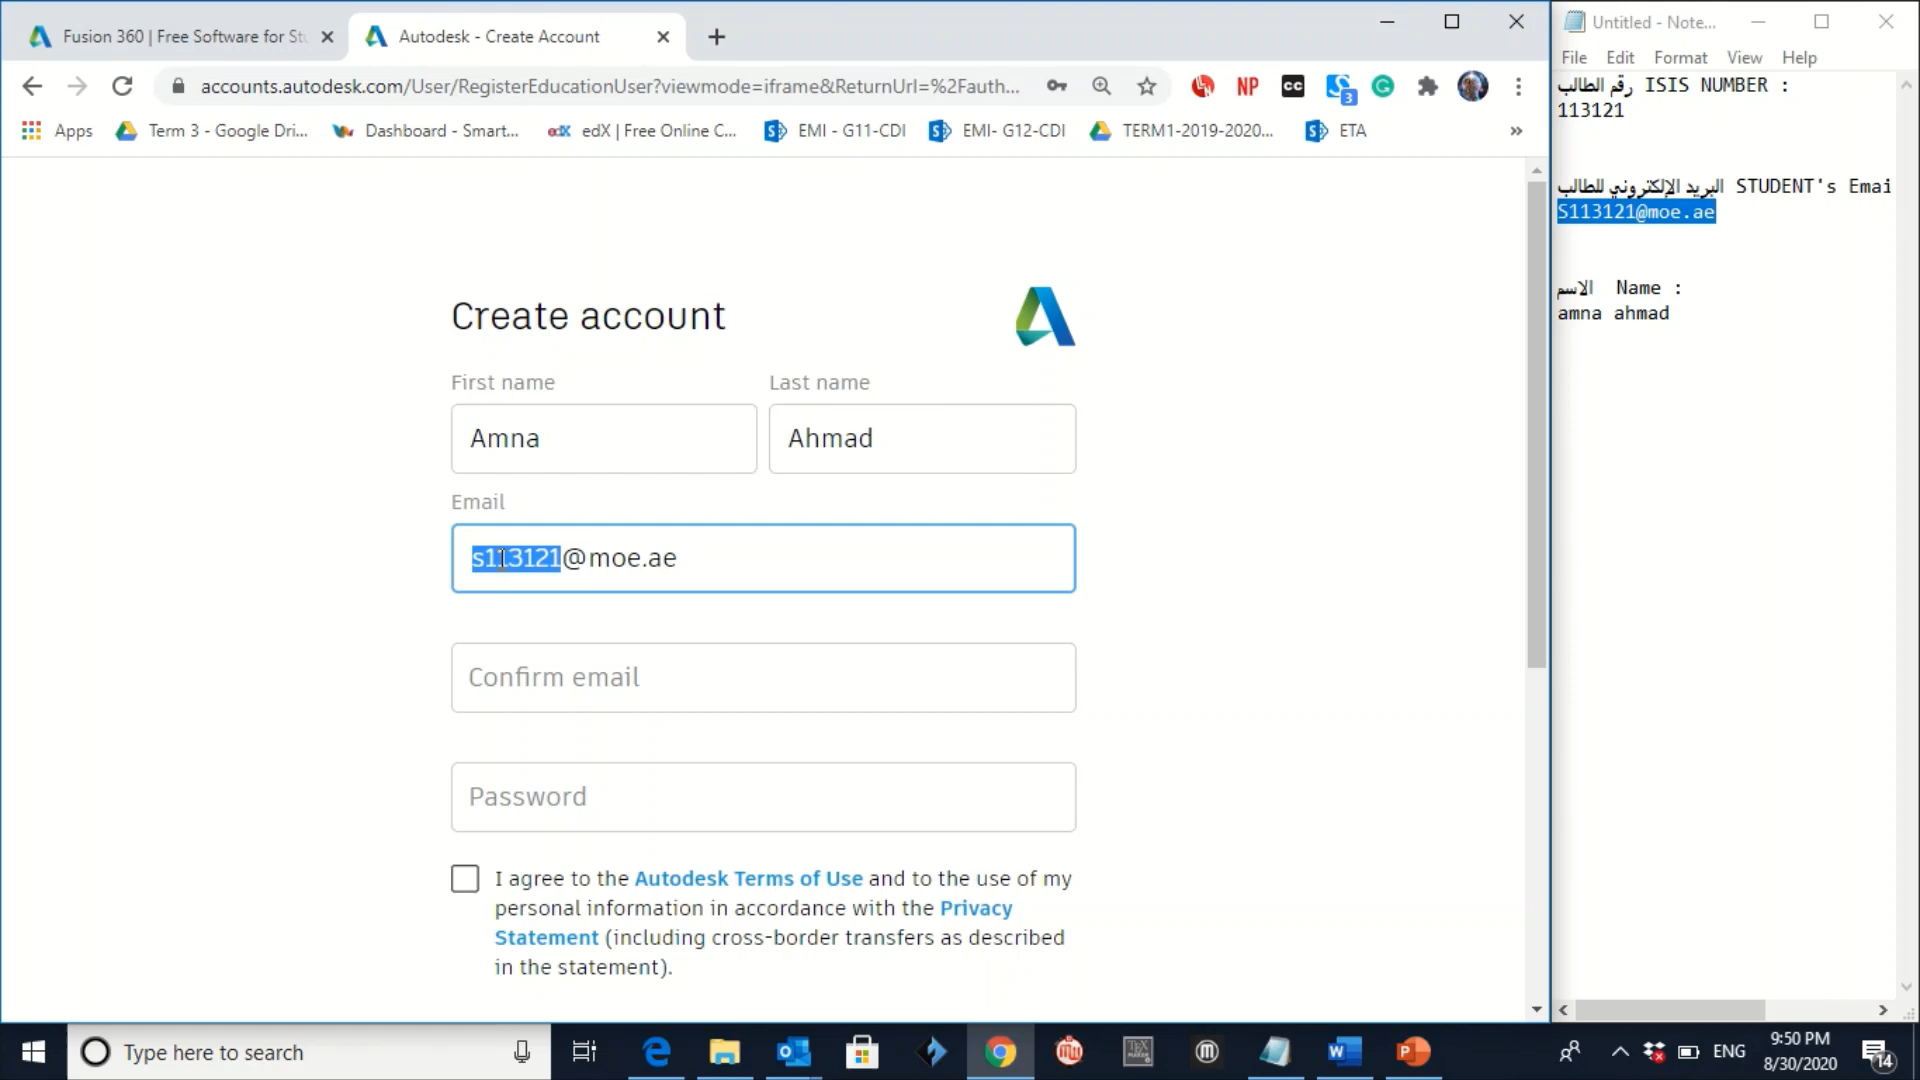 Fusion 360 | Free Software for Stu
Autodesk - Create Account
accounts.autodesk.com/User/RegisterEducationUser?viewmode=iframe&ReturnUrl=%2Fauth...
NP
CC
3
Apps
Term 3 - Google Dri...
Dashboard - Smart...
edX
edX | Free Online C...
EMI - G11-CDI
EMI- G12-CDI
TERM1-2019-2020...
ETA
»
Create account
First name
Last name
Amna
Ahmad
Email
s113121@moe.ae
Confirm email
Password
I agree to the Autodesk Terms of Use and to the use of my
personal information in accordance with the Privacy
Statement (including cross-border transfers as described
in the statement).
Untitled - Note...
File Edit Format View Help
رقم الطالب ISIS NUMBER :
113121
البريد الإلكتروني للطالب STUDENT's Emai
S113121@moe.ae
الاسم Name :
amna ahmad
Type here to search
ENG
9:50 PM
8/30/2020
14